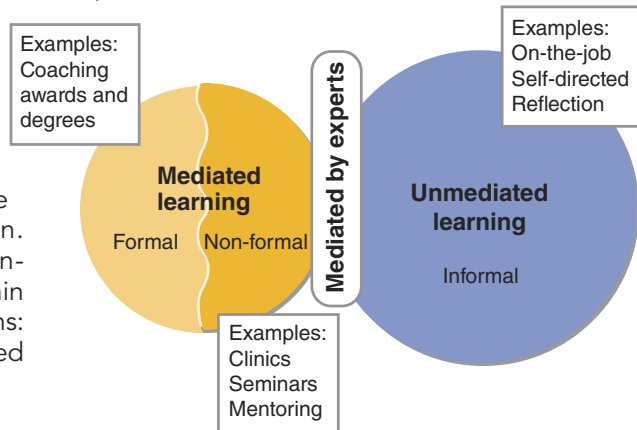 Examples:
Coaching
awards and
degrees
Examples:
On-the-job
Self-directed
Reflection
Mediated by experts
Mediated
learning
Formal Non-formal
Unmediated
learning
Informal
Examples:
Clinics
Seminars
Mentoring